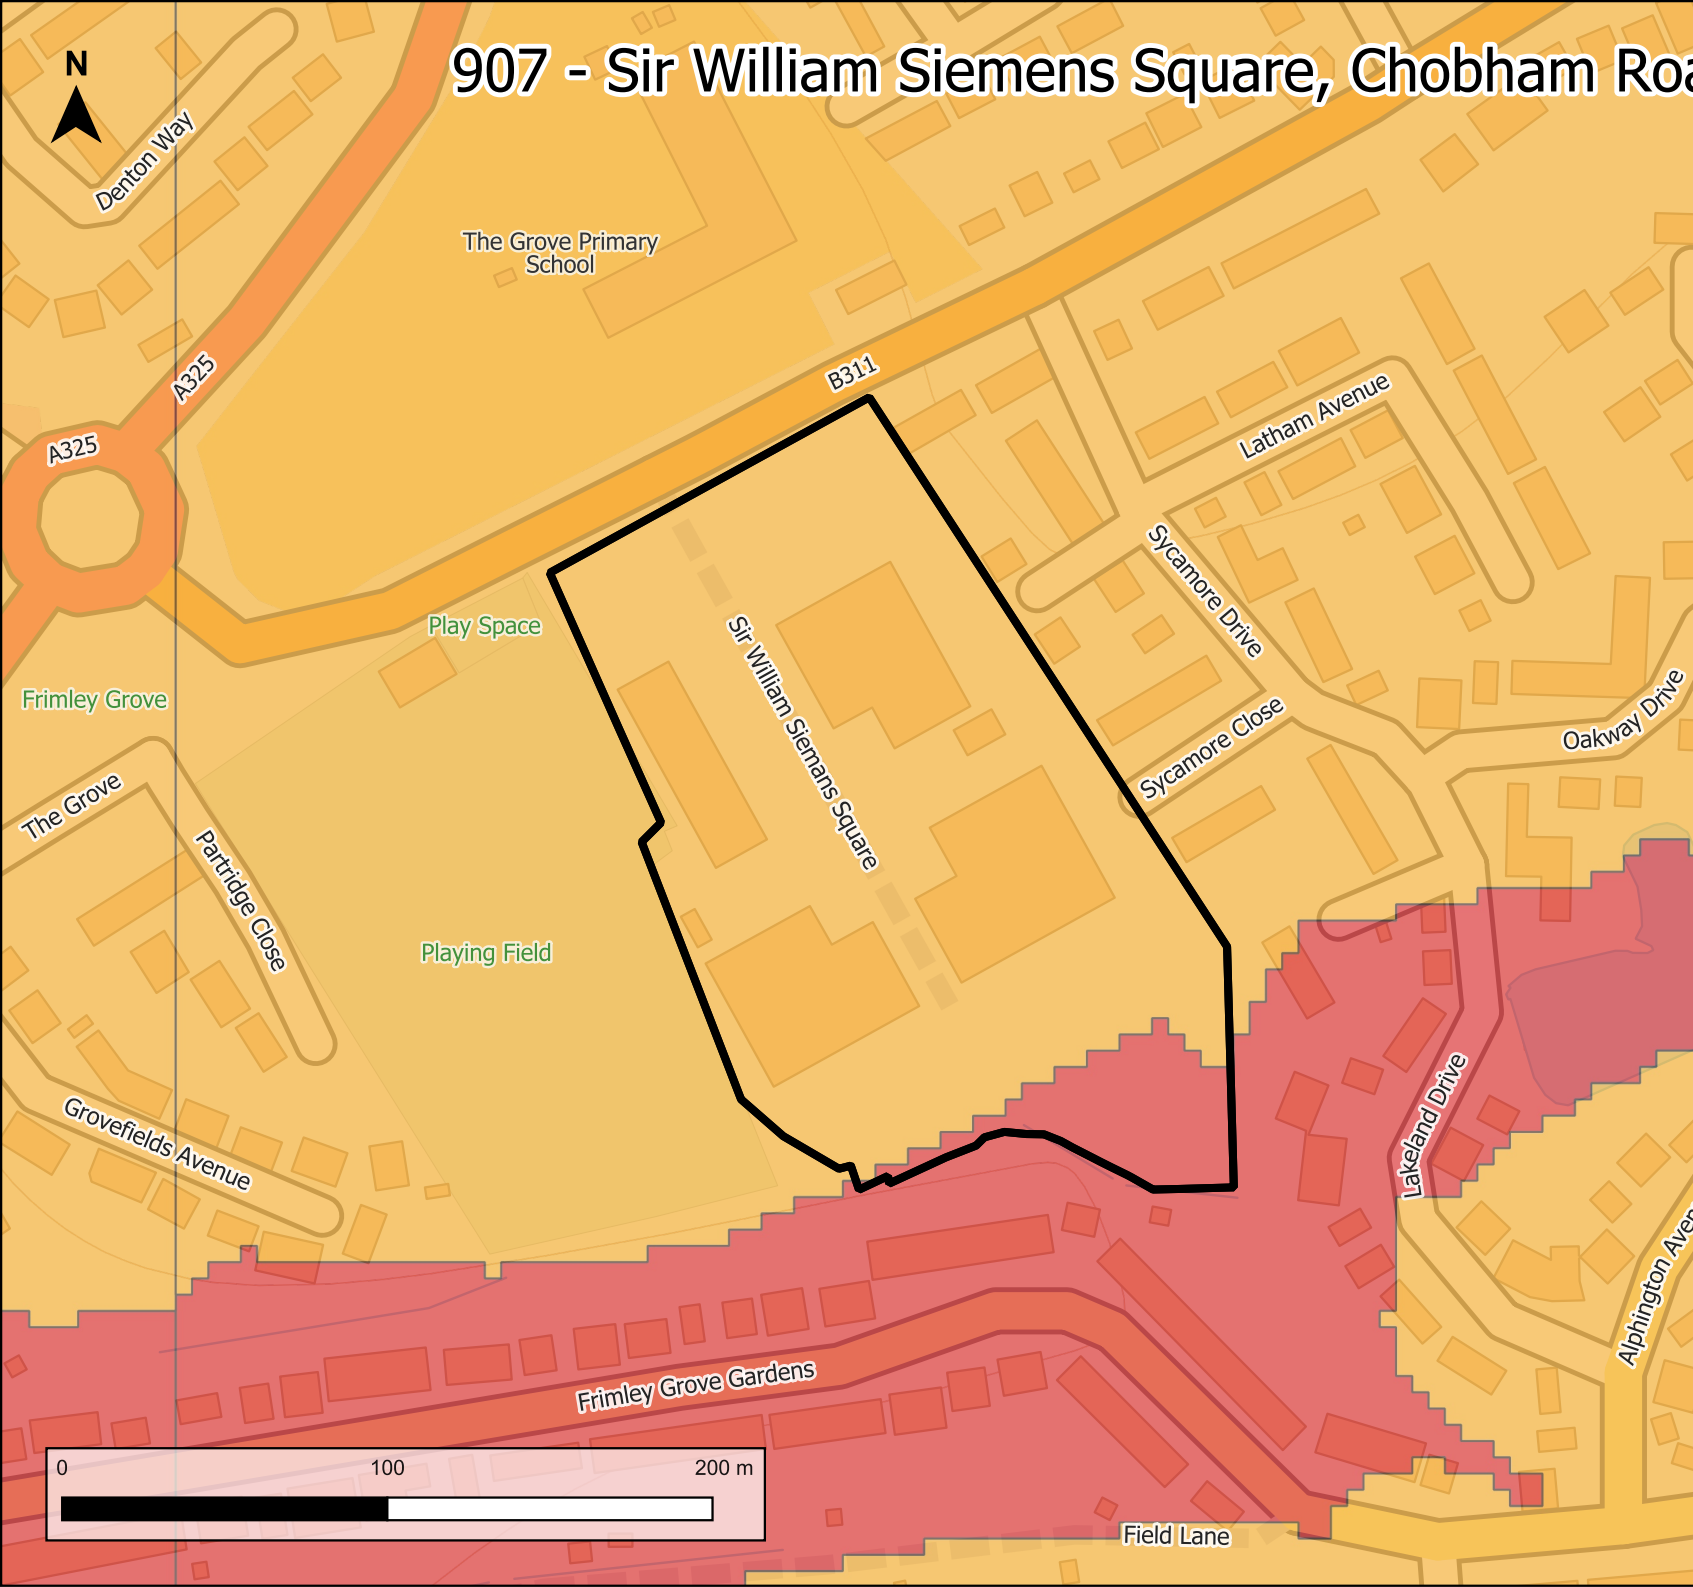 907 - Sir William Siemens Square, Chobham Roa
N
Denton Way
The Grove Primary
School
A325
A325
B311
Latham Avenue
Sycamore Drive
Play Space
Frimley Grove
Sir William Siemans Square
Sycamore Close
Oakway Drive
The Grove
Partridge Close
Playing Field
Grovefields Avenue
Lakeland Drive
Alphington Aven
Frimley Grove Gardens
0 100 200 m
Field Lane